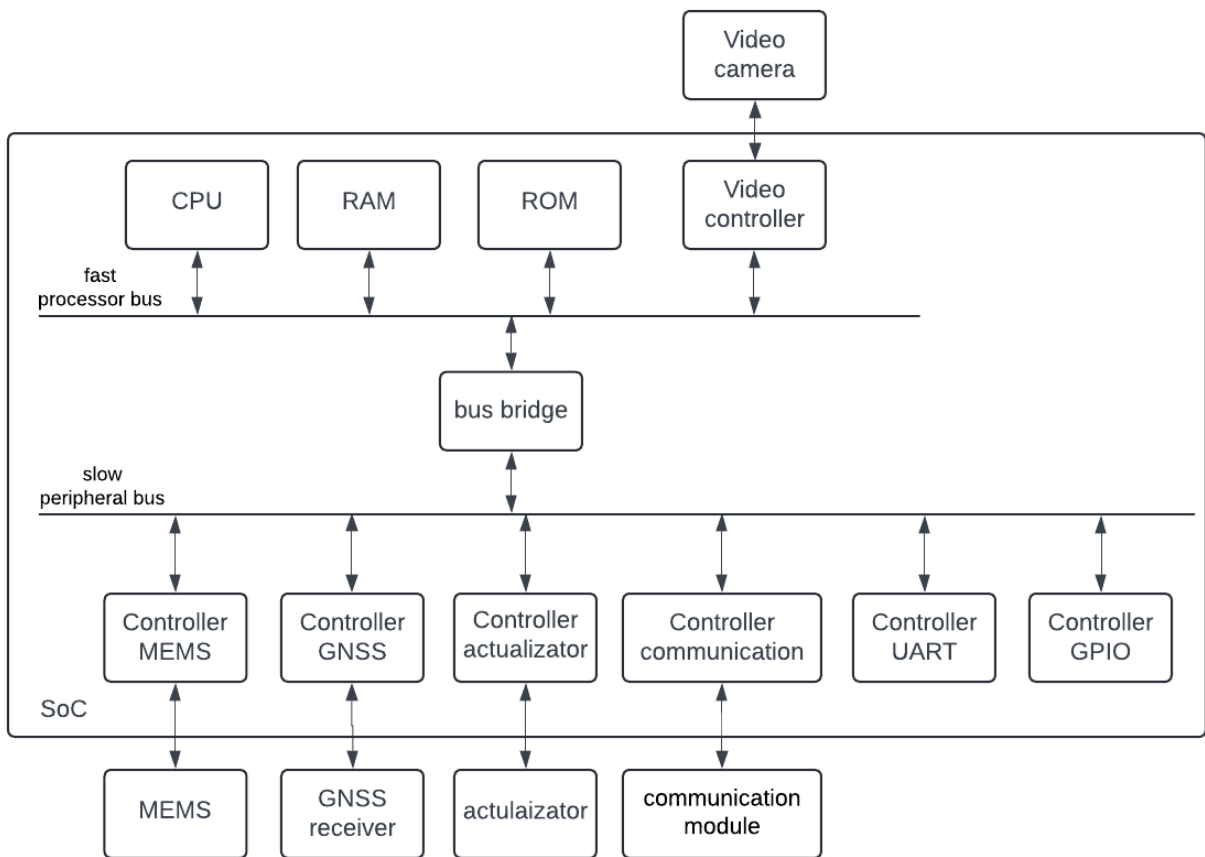 Video
camera
CPU
RAM
ROM
Video
controller
fast
processor bus
bus bridge
slow
peripheral bus
Controller
MEMS
Controller
GNSS
Controller
actualizator
Controller
communication
Controller
UART
Controller
GPIO
SoC
MEMS
GNSS
receiver
actulaizator
communication
module